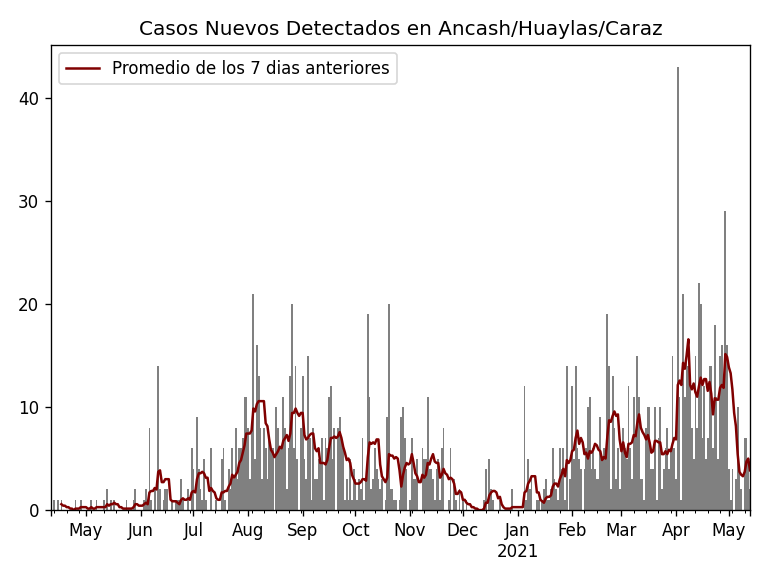 Casos Nuevos Detectados en Ancash/Huaylas/Caraz
Promedio de los 7 dias anteriores
40
30
20
10
0
May Jun Jul Aug Sep Oct Nov Dec Jan Feb Mar Apr May
2021